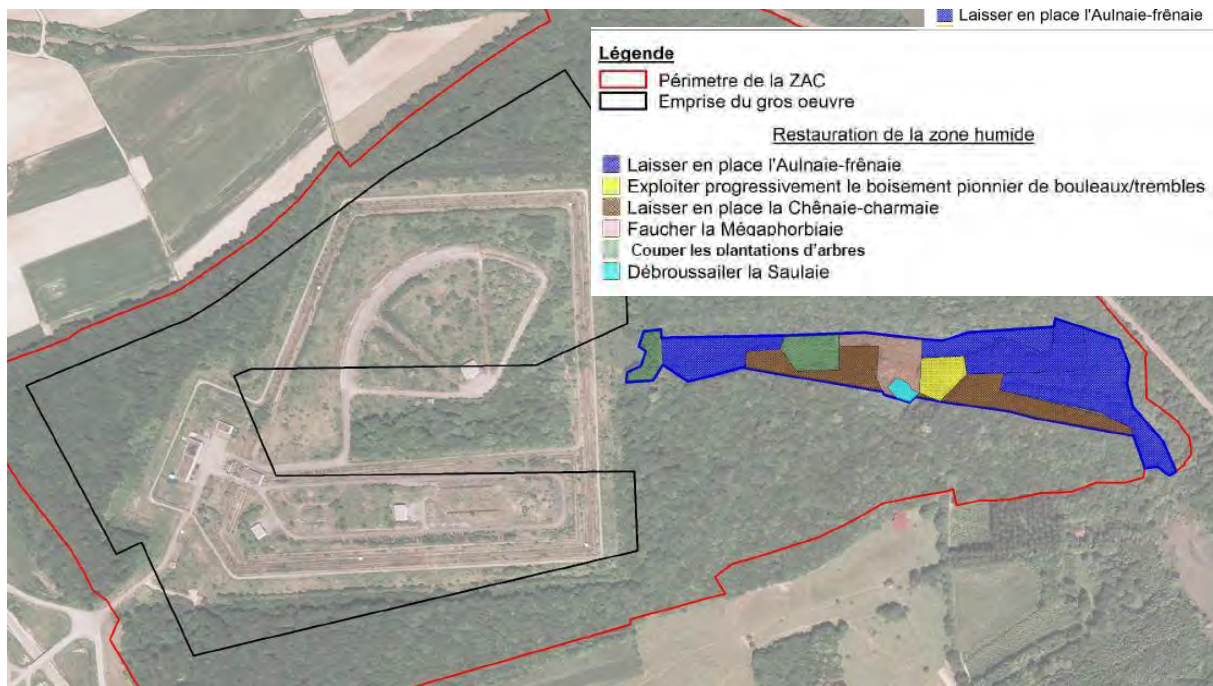 Laisser en place l'Aulnaie-frênaie
Légende
Périmetre de la ZAC
Emprise du gros oeuvre
Restauration de la zone humide
Laisser en place l'Aulnaie-frênaie
Exploiter progressivement le boisement pionnier de bouleaux/trembles
Laisser en place la Chênaie-charmaie
Faucher la Mégaphorbiaie
Couper les plantations d'arbres
Débroussailer la Saulaie